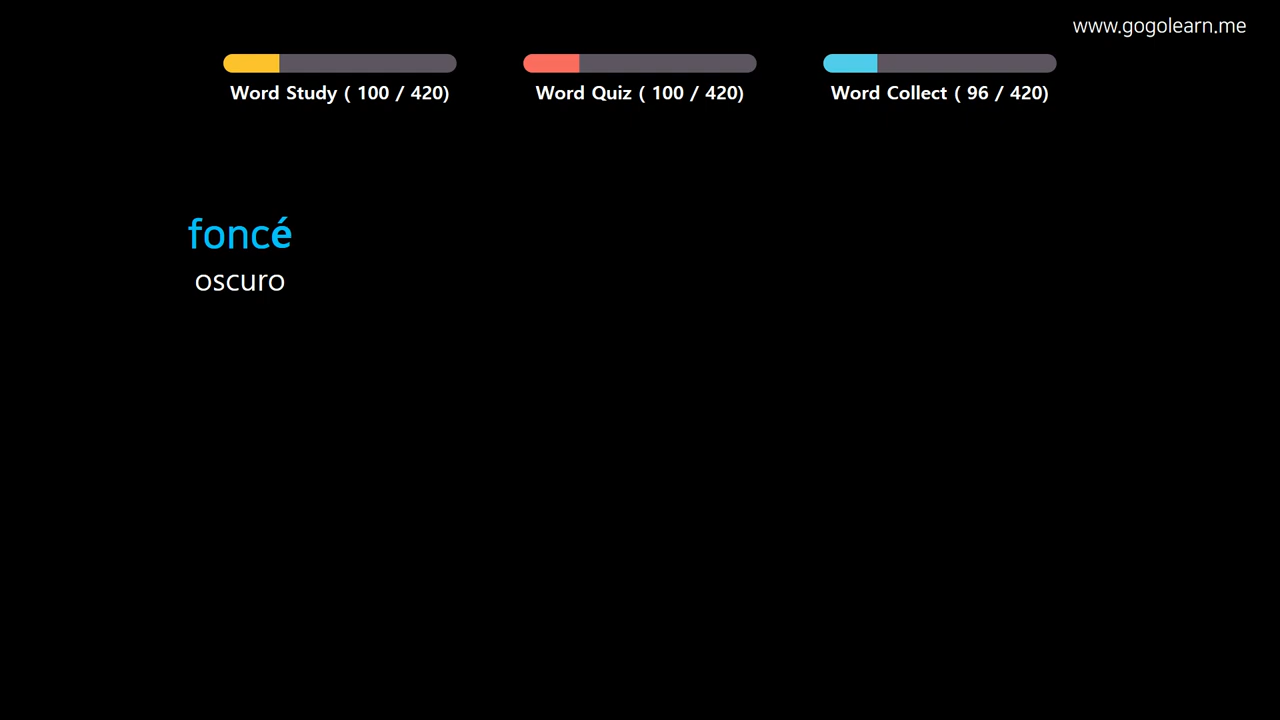 www.gogolearn.me
Word Study ( 100 / 420)
Word Quiz ( 100 / 420)
Word Collect ( 96 / 420)
foncé
oscuro